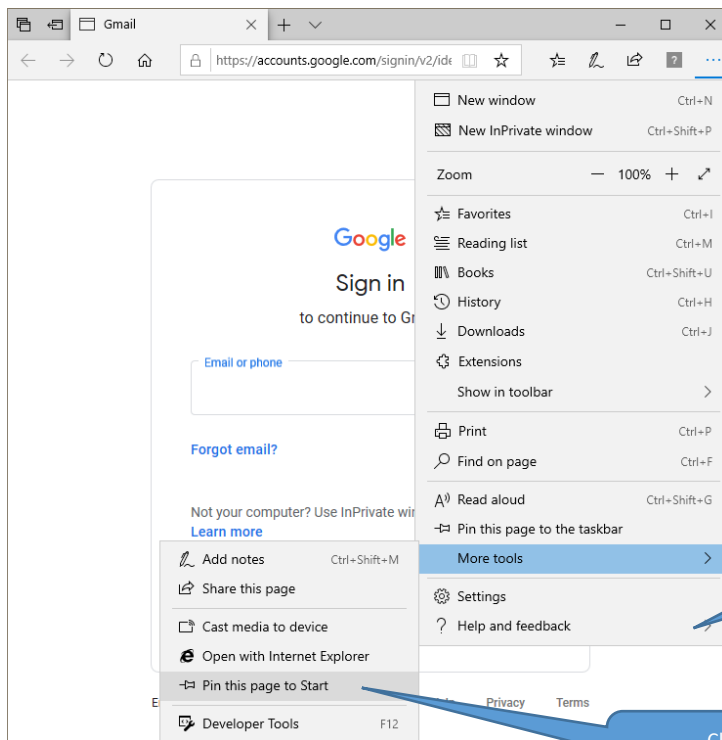 Gmail
https://accounts.google.com/signin/v2/ide
New window Ctrl+N
New InPrivate window Ctrl+Shift+P
Zoom 100%
Favorites Ctrl+I
Reading list Ctrl+M
Books Ctrl+Shift+U
History Ctrl+H
Downloads Ctrl+J
Extensions
Show in toolbar
Print Ctrl+P
Find on page Ctrl+F
Read aloud Ctrl+Shift+G
Pin this page to the taskbar
More tools
Settings
Help and feedback
Google
Sign in
to continue to
Email or phone
Forgot email?
Not your computer? Use InPrivate
Learn more
Add notes Ctrl+Shift+M
Share this page
Cast media to device
Open with Internet Explorer
Pin this page to Start
Developer Tools F12
Privacy Terms